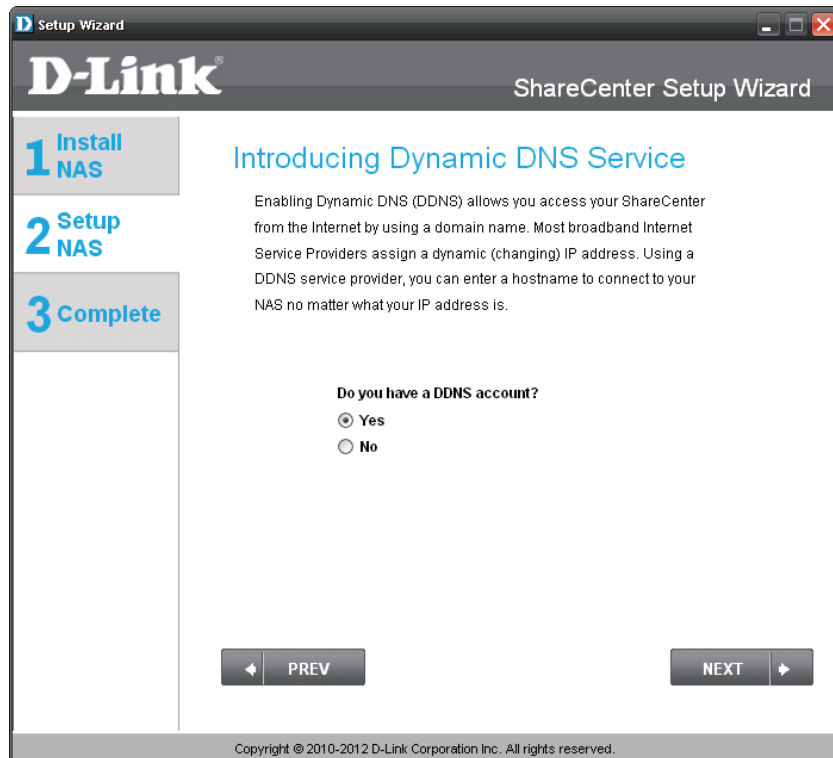 D Setup Wizard
D-Link®
ShareCenter Setup Wizard
1 Install NAS
2 Setup NAS
3 Complete
Introducing Dynamic DNS Service
Enabling Dynamic DNS (DDNS) allows you access your ShareCenter
from the Internet by using a domain name. Most broadband Internet
Service Providers assign a dynamic (changing) IP address. Using a
DDNS service provider, you can enter a hostname to connect to your
NAS no matter what your IP address is.
Do you have a DDNS account?
Yes
No
PREV
NEXT
Copyright © 2010-2012 D-Link Corporation Inc. All rights reserved.